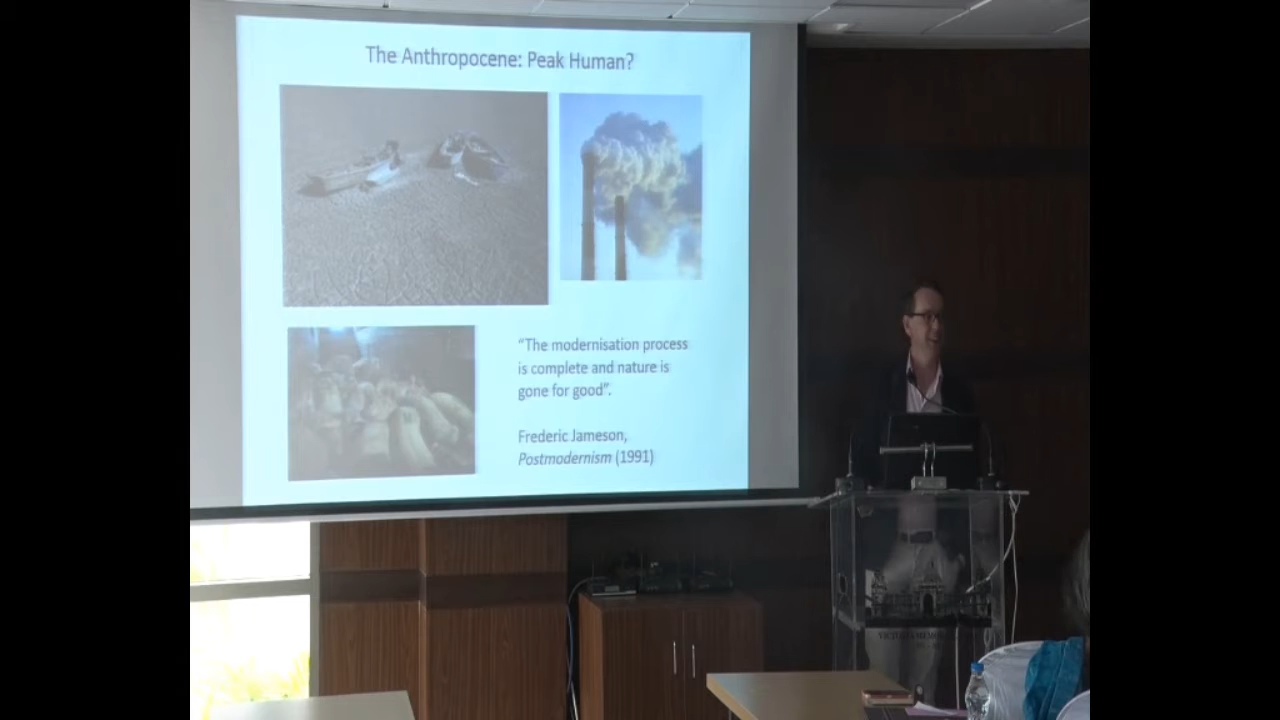 The Anthropocene: Peak Human?
"The modernisation process
is complete and nature is
gone for good".
Frederic Jameson,
Postmodernism (1991)